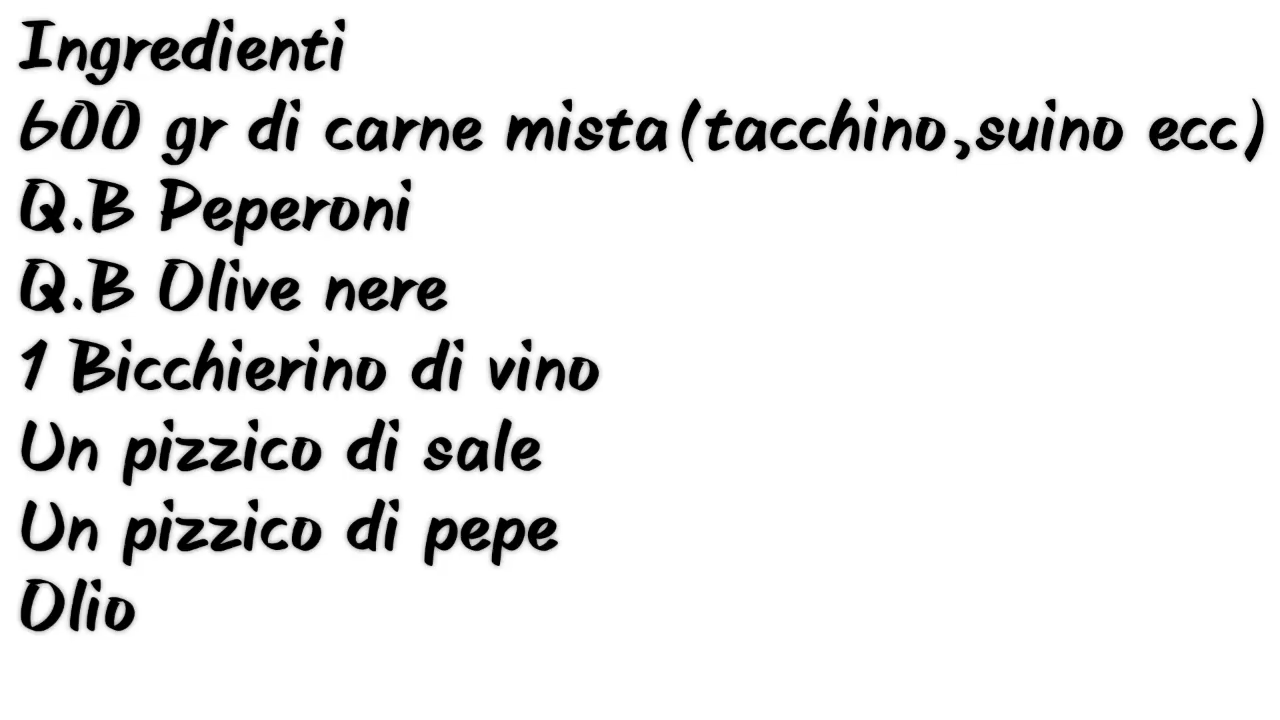 Ingredienti
600 gr di carne mista(tacchino,suino ecc)
Q.B Peperoni
Q.B Olive nere
1 Bicchierino di vino
Un pizzico di sale
Un pizzico di pepe
Olio